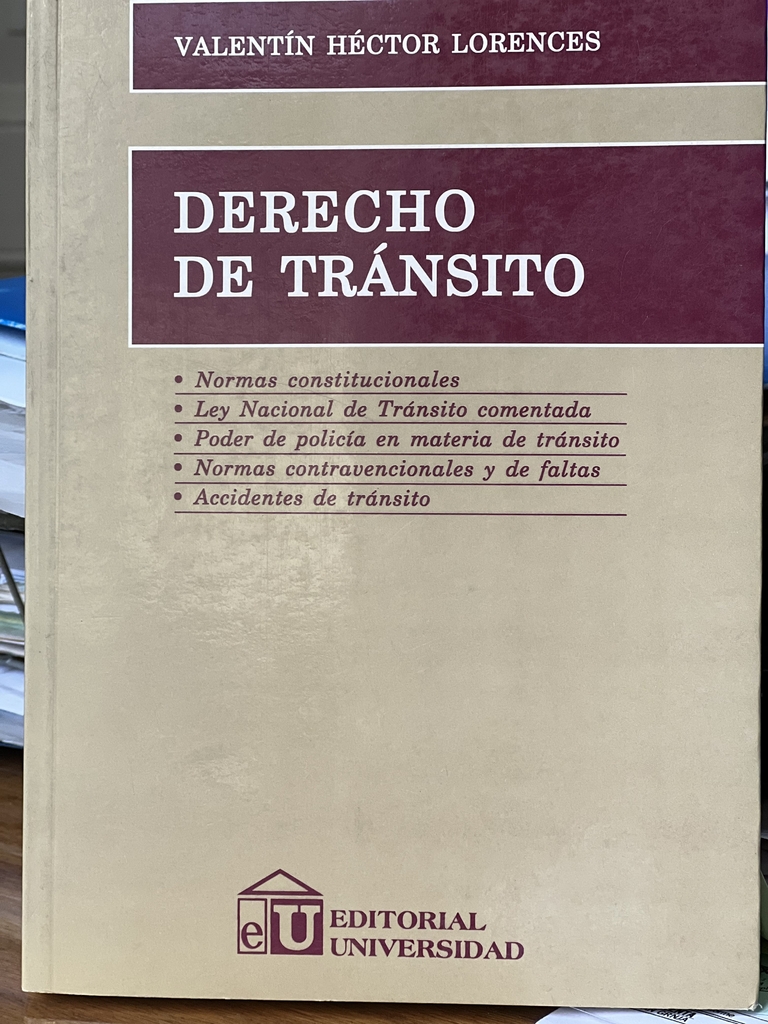 VALENTÍN HÉCTOR LORENCES
DERECHO
DE TRÁNSITO
• Normas constitucionales
• Ley Nacional de Tránsito comentada
• Poder de policía en materia de tránsito
• Normas contravencionales y de faltas
• Accidentes de tránsito
eU EDITORIAL
UNIVERSIDAD